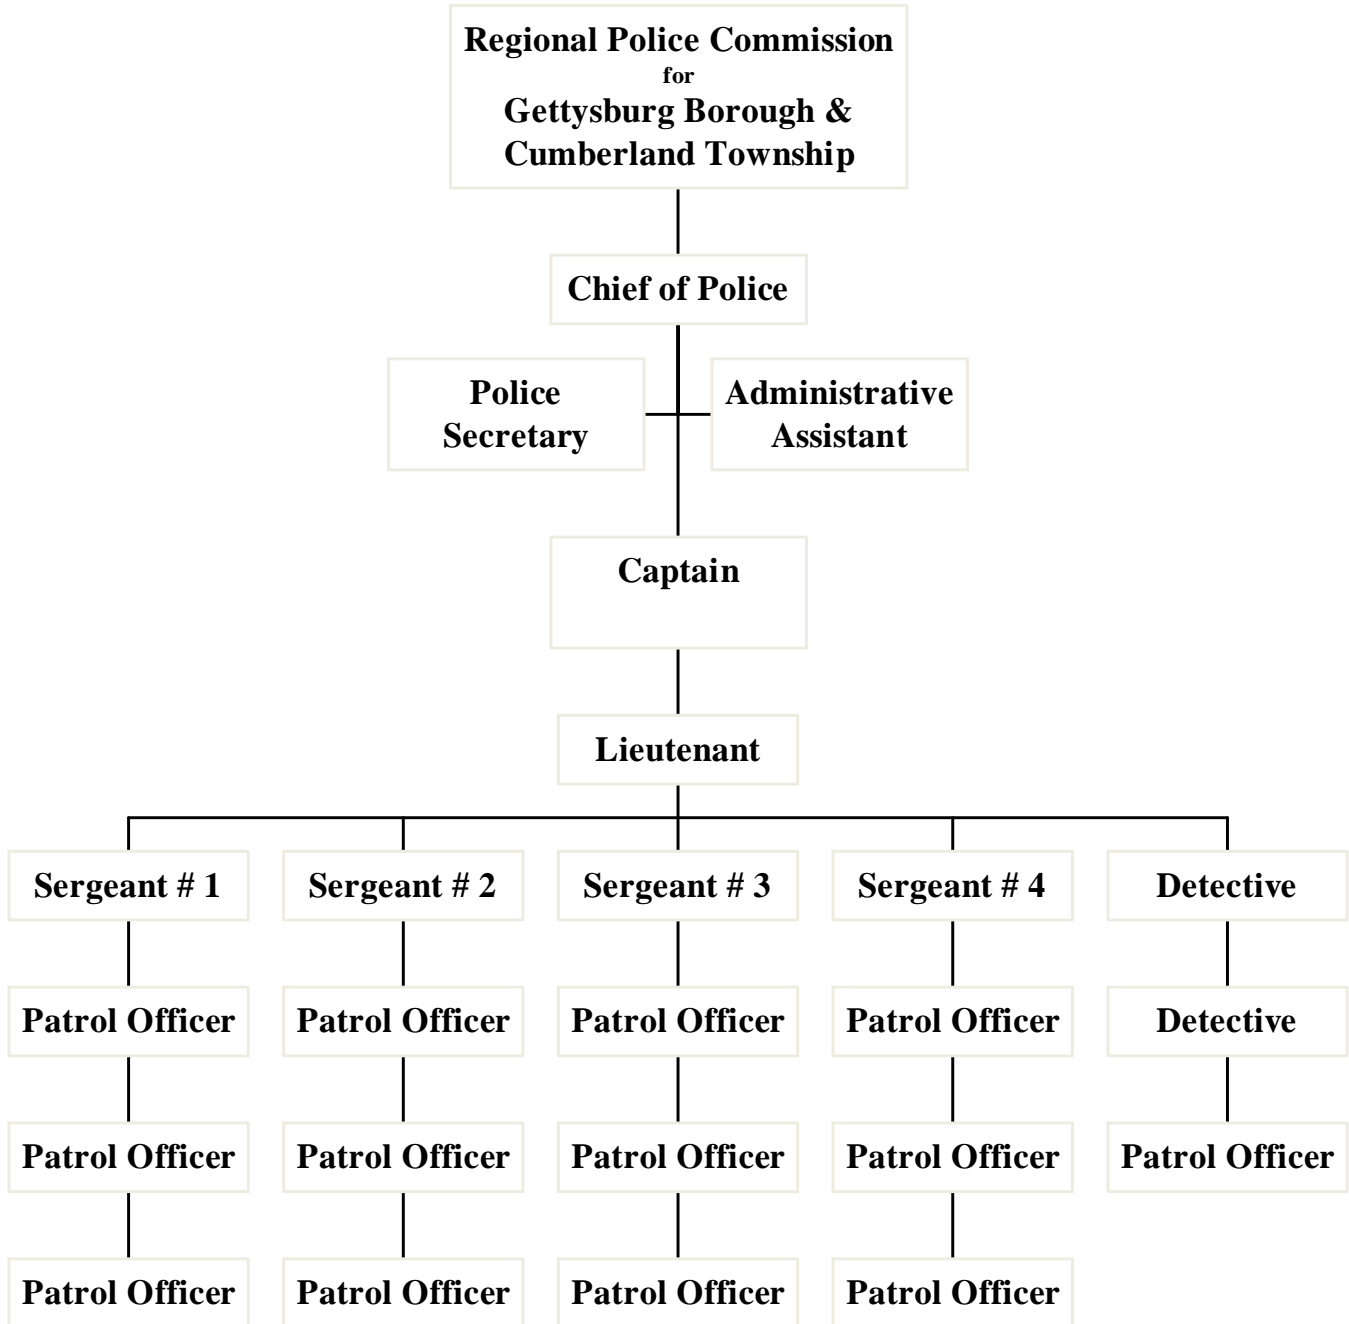 Regional Police Commission
for
Gettysburg Borough &
Cumberland Township
Chief of Police
Police
Secretary
Administrative
Assistant
Captain
Lieutenant
Sergeant # 1
Sergeant # 2
Sergeant # 3
Sergeant # 4
Detective
Patrol Officer
Patrol Officer
Patrol Officer
Patrol Officer
Detective
Patrol Officer
Patrol Officer
Patrol Officer
Patrol Officer
Patrol Officer
Patrol Officer
Patrol Officer
Patrol Officer
Patrol Officer